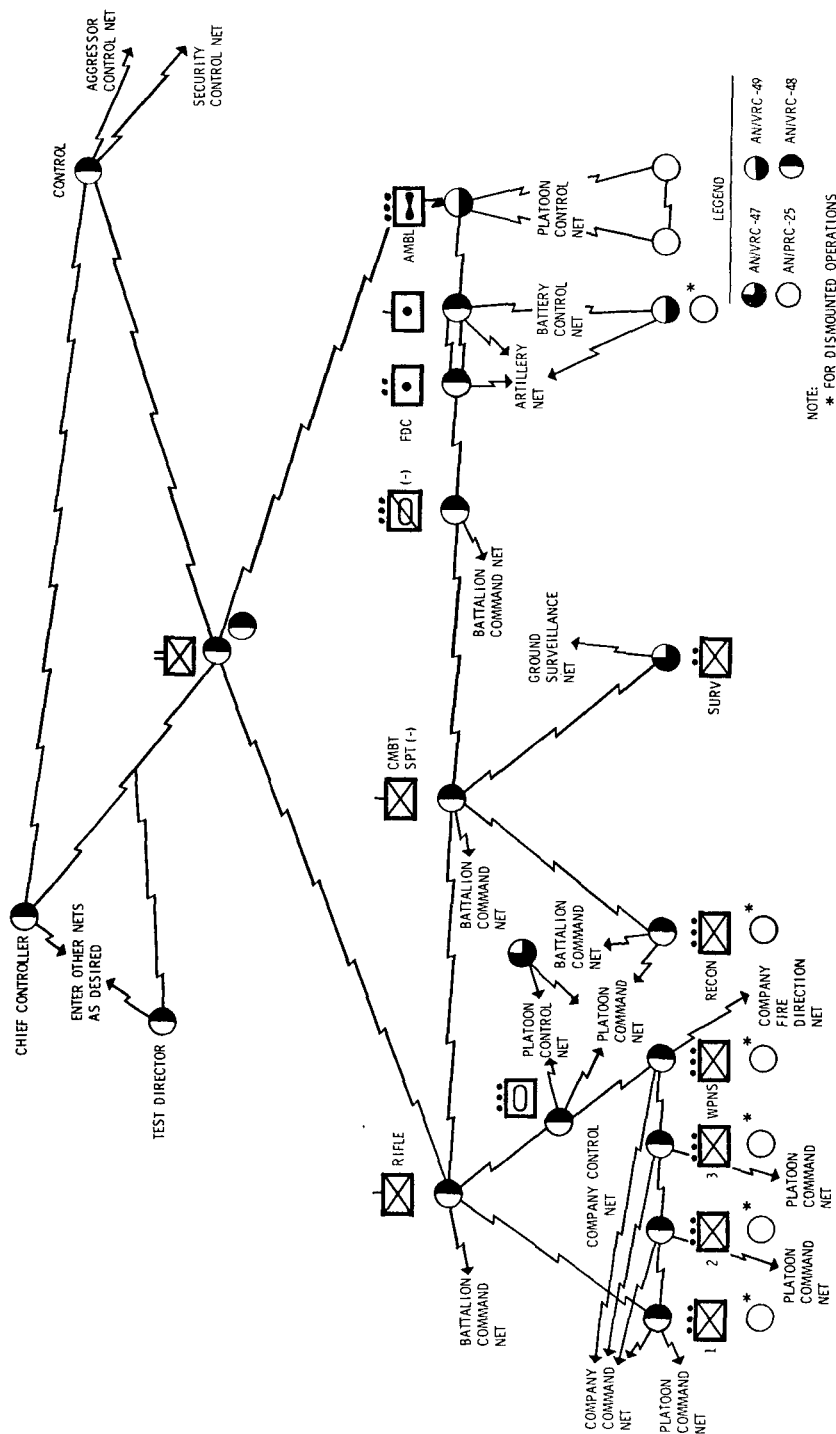 CONTROL
AGGRESSOR
CONTROL NET
SECURITY
CONTROL NET
CHIEF CONTROLLER
ENTER OTHER NETS
AS DESIRED
TEST DIRECTOR
RIFLE
BATTALION
COMMAND
NET
CMBT
SPT (-)
BATTALION
COMMAND
NET
(-)
BATTALION
COMMAND NET
FDC
ARTILLERY
NET
BATTERY
CONTROL
NET
*
AMBL
PLATOON
CONTROL
NET
GROUND
SURVEILLANCE
NET
SURV
BATTALION
COMMAND
NET
PLATOON
COMMAND
NET
PLATOON
CONTROL
NET
RECON
*
COMPANY
FIRE
DIRECTION
NET
WPNS
*
COMPANY CONTROL
NET
3
*
PLATOON
COMMAND
NET
2
*
PLATOON
COMMAND
NET
1
*
COMPANY
COMMAND
NET
PLATOON
COMMAND
NET
LEGEND
AN/VRC-47
AN/VRC-49
AN/PRC-25
AN/VRC-48
NOTE:
* FOR DISMOUNTED OPERATIONS